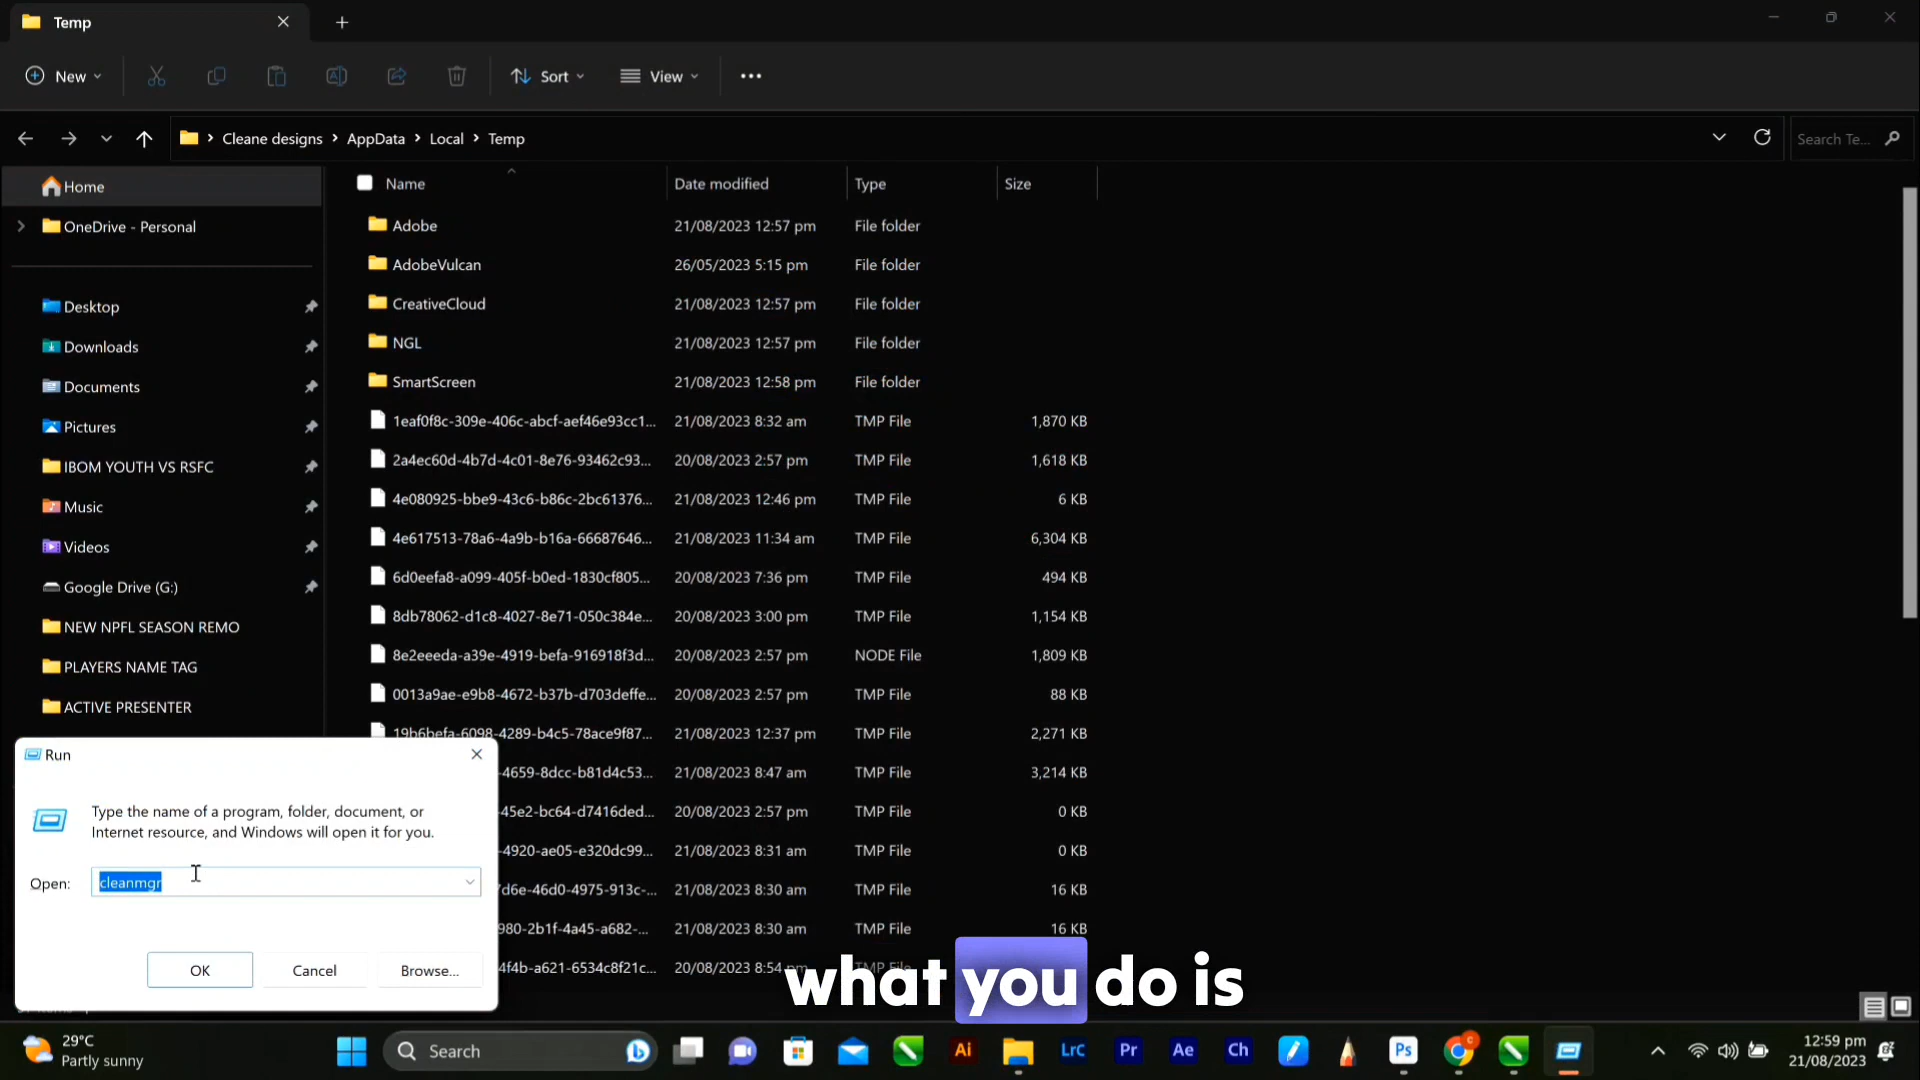 Temp
New
Sort
View
Cleane designs > AppData > Local > Temp
Search Te...
Home
OneDrive - Personal
Desktop
Downloads
Documents
Pictures
IBOM YOUTH VS RSFC
Music
Videos
Google Drive (G:)
NEW NPFL SEASON REMO
PLAYERS NAME TAG
ACTIVE PRESENTER
Name Date modified Type Size
Adobe 21/08/2023 12:57 pm File folder
AdobeVulcan 26/05/2023 5:15 pm File folder
CreativeCloud 21/08/2023 12:57 pm File folder
NGL 21/08/2023 12:57 pm File folder
SmartScreen 21/08/2023 12:58 pm File folder
1eaf0f8c-309e-406c-abcf-aef46e93cc1... 21/08/2023 8:32 am TMP File 1,870 KB
2a4ec60d-4b7d-4c01-8e76-93462c93... 20/08/2023 2:57 pm TMP File 1,618 KB
4e080925-bbe9-43c6-b86c-2bc61376... 21/08/2023 12:46 pm TMP File 6 KB
4e617513-78a6-4a9b-b16a-66687646... 21/08/2023 11:34 am TMP File 6,304 KB
6d0eefa8-a099-405f-b0ed-1830cf805... 20/08/2023 7:36 pm TMP File 494 KB
8db78062-d1c8-4027-8e71-050c384e... 20/08/2023 3:00 pm TMP File 1,154 KB
8e2eeeda-a39e-4919-befa-916918f3d... 20/08/2023 2:57 pm NODE File 1,809 KB
0013a9ae-e9b8-4672-b37b-d703deffe... 20/08/2023 2:57 pm TMP File 88 KB
19b6befa-6098-4289-b4c5-78ace9f87... 21/08/2023 12:37 pm TMP File 2,271 KB
-4659-8dcc-b81d4c53... 21/08/2023 8:47 am TMP File 3,214 KB
-45e2-bc64-d7416ded... 20/08/2023 2:57 pm TMP File 0 KB
-4920-ae05-e320dc99... 21/08/2023 8:31 am TMP File 0 KB
7d6e-46d0-4975-913c-... 21/08/2023 8:30 am TMP File 16 KB
980-2b1f-4a45-a682-... 21/08/2023 8:30 am TMP File 16 KB
4f4b-a621-6534c8f21c... 20/08/2023 8:54 pm TMP File
Run
Type the name of a program, folder, document, or
Internet resource, and Windows will open it for you.
Open: cleanmgr
OK Cancel Browse...
what you do is
29°C
Partly sunny
Search
Ai
LrC
Pr
Ae
Ch
Ps
12:59 pm
21/08/2023